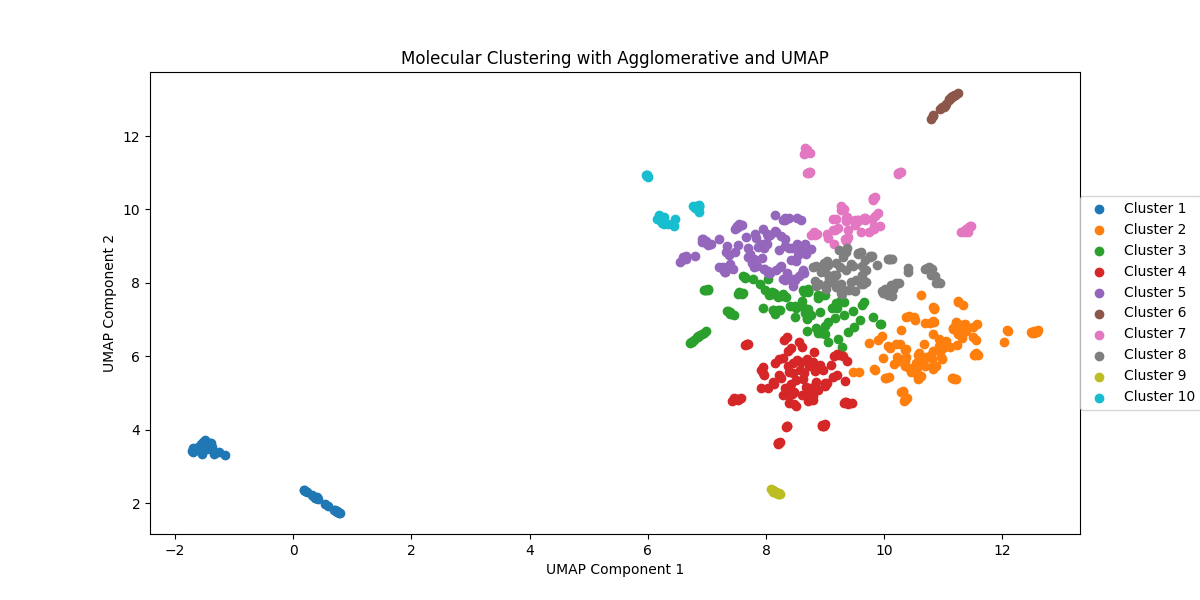 Molecular Clustering with Agglomerative and UMAP
UMAP Component 2
12
10
8
6
4
2
−2
0
2
4
6
8
10
12
UMAP Component 1
Cluster 1
Cluster 2
Cluster 3
Cluster 4
Cluster 5
Cluster 6
Cluster 7
Cluster 8
Cluster 9
Cluster 10